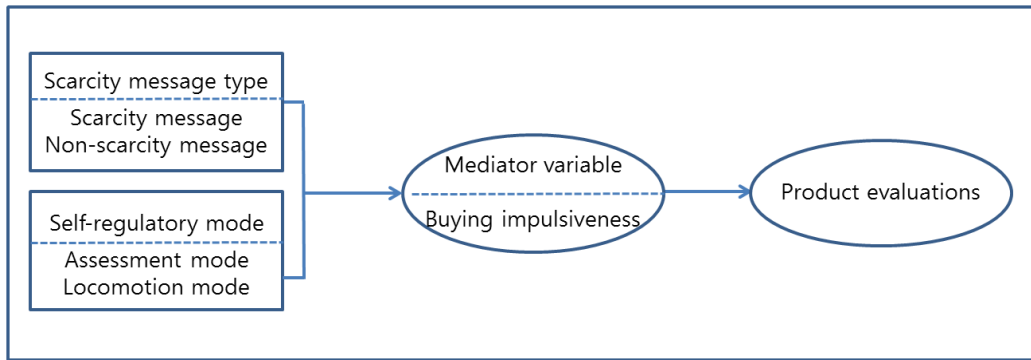 Scarcity message type
Scarcity message
Non-scarcity message
Self-regulatory mode
Assessment mode
Locomotion mode
Mediator variable
Buying impulsiveness
Product evaluations